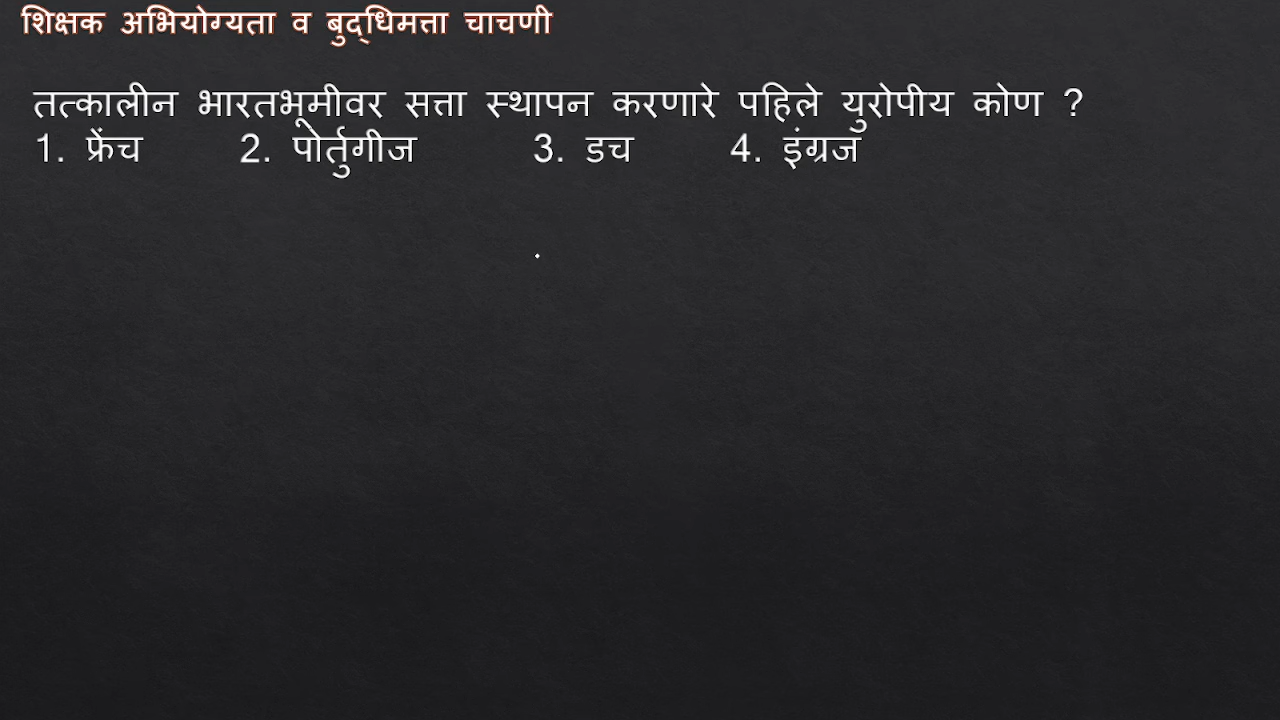 शिक्षक अभियोग्यता व बुद्धिमत्ता चाचणी
तत्कालीन भारतभूमीवर सत्ता स्थापन करणारे पहिले युरोपीय कोण ?
1. फ्रेंच 2. पोर्तुगीज 3. डच 4. इंग्रज